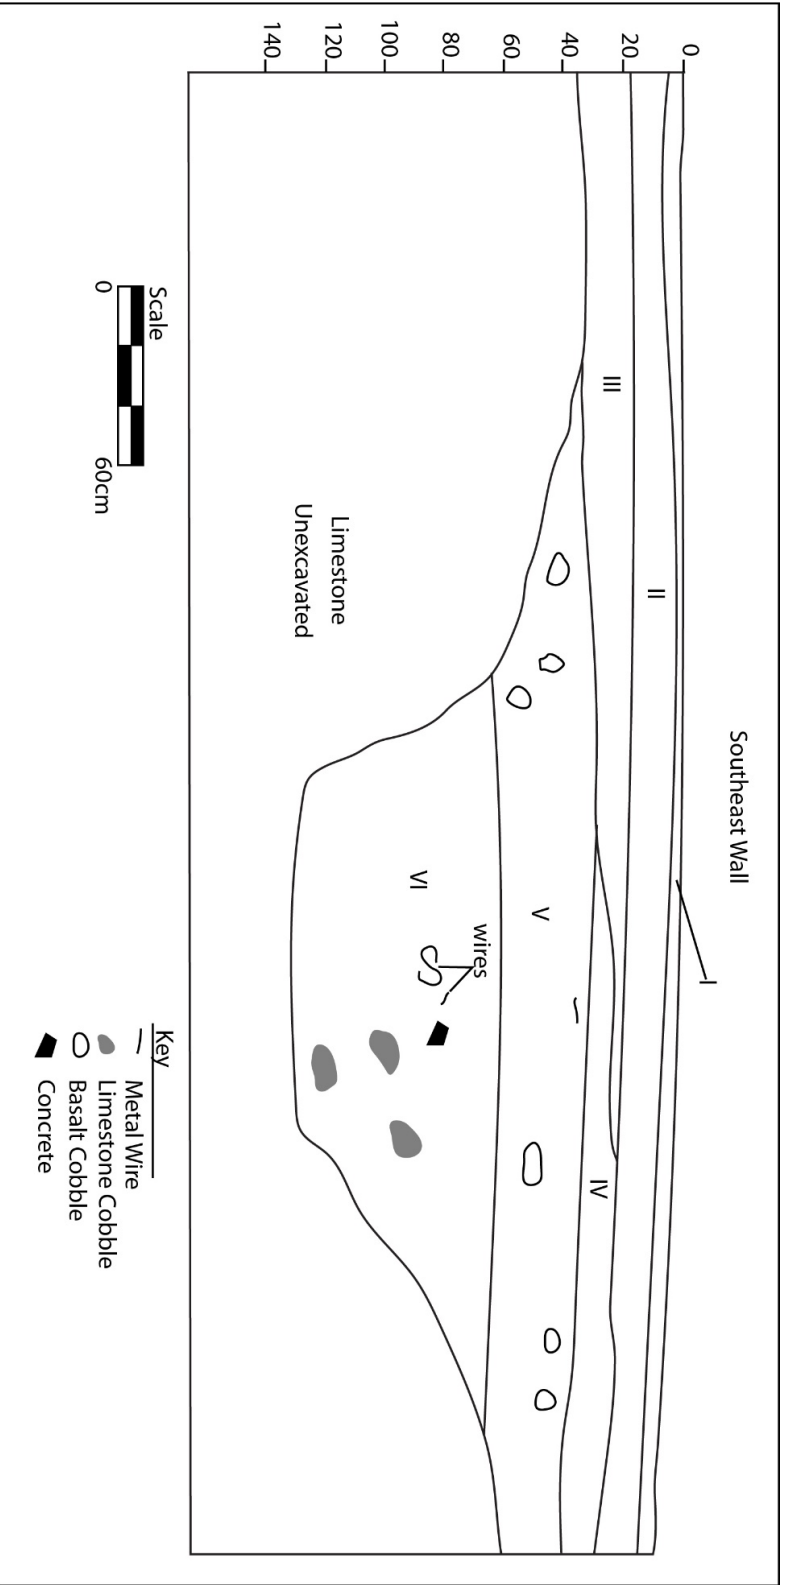 Southeast Wall
0
20
40
60
80
100
120
140
I
II
III
IV
V
VI
wires
Limestone
Unexcavated
Scale
0 60cm
Key
Metal Wire
Limestone Cobble
Basalt Cobble
Concrete